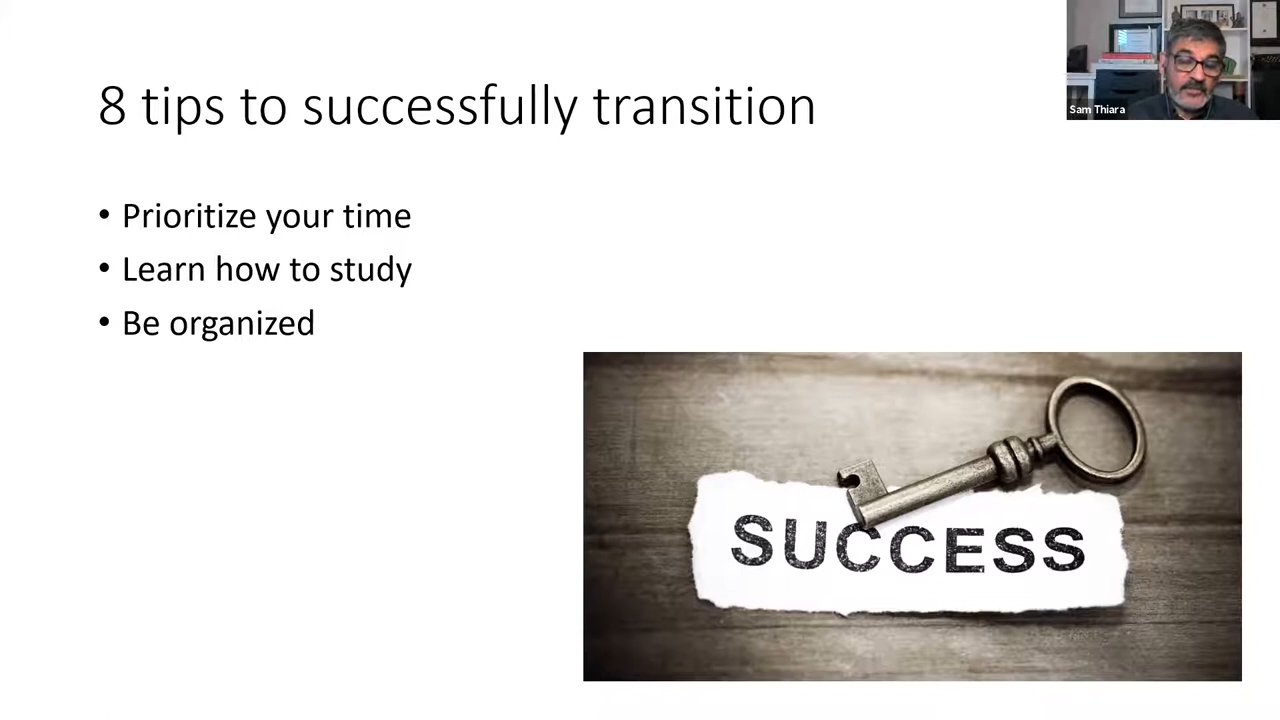 8 tips to successfully transition
Sam Thiara
• Prioritize your time
• Learn how to study
• Be organized
SUCCESS